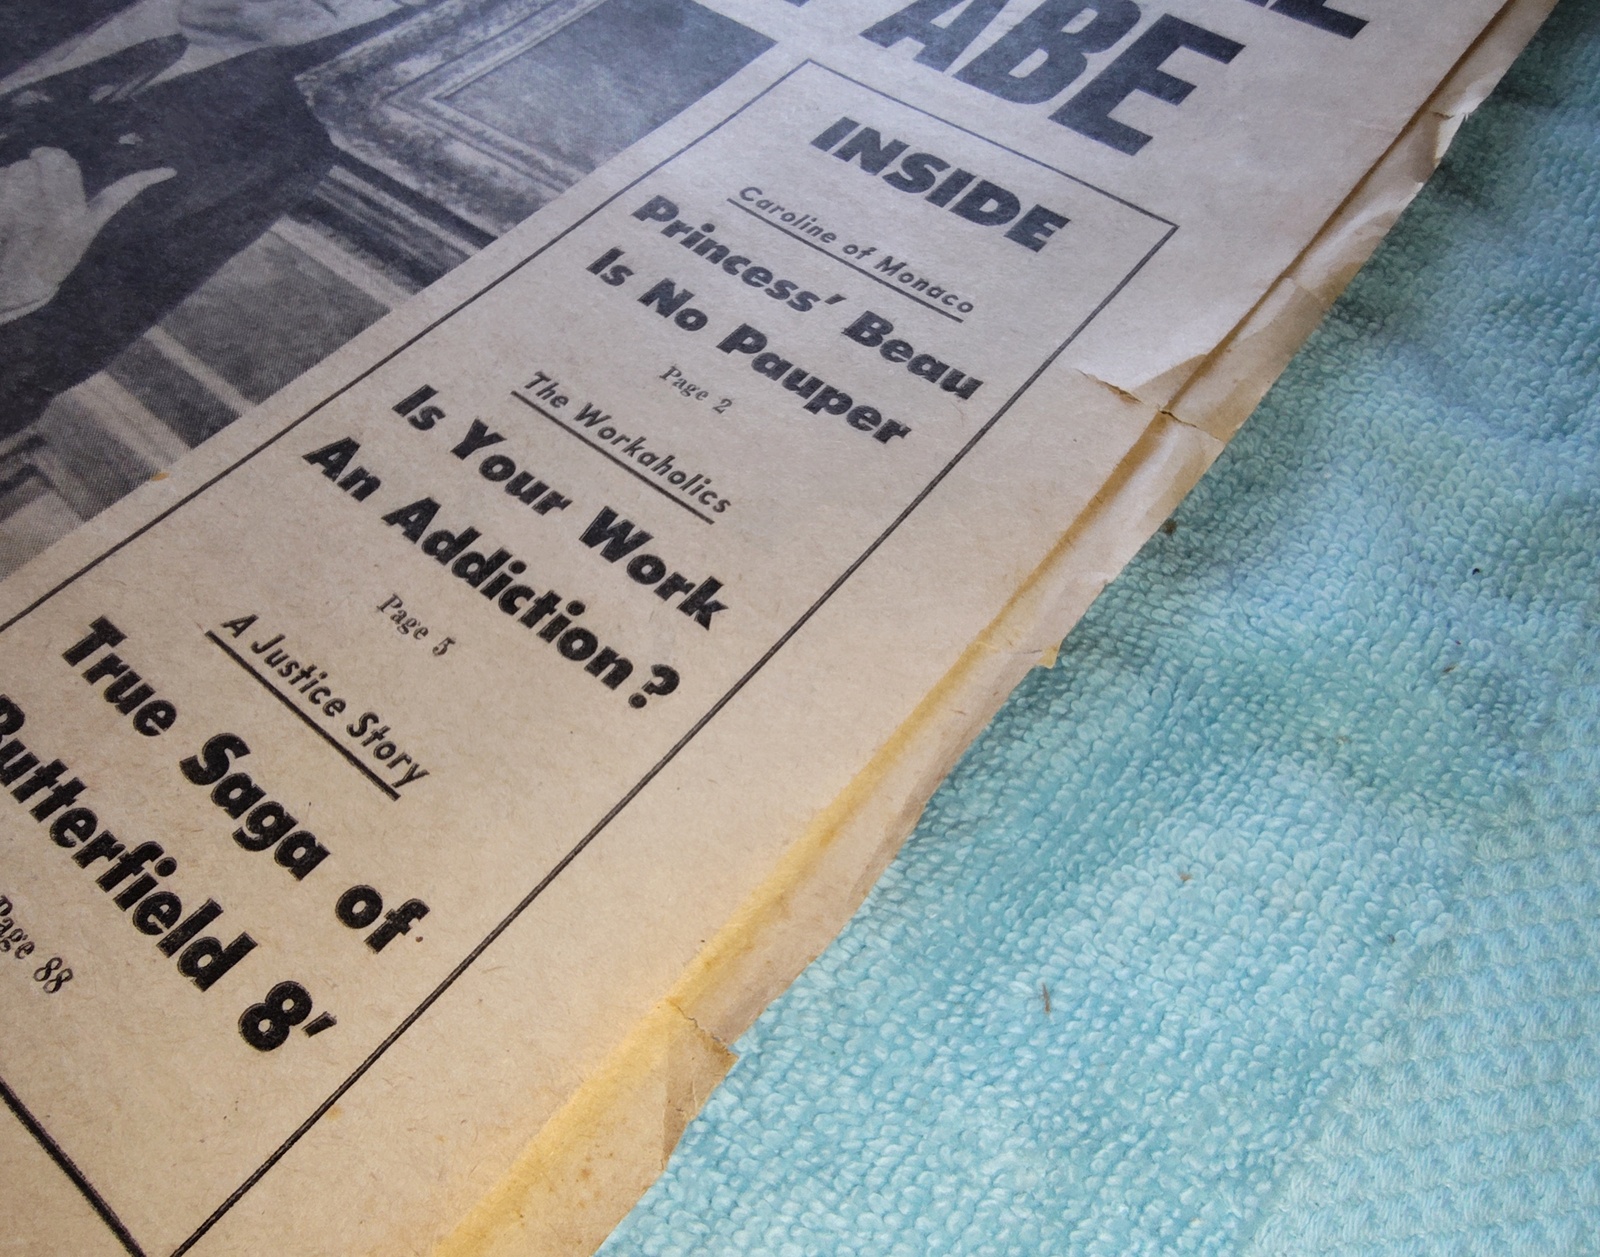 ABE
INSIDE
Caroline of Monaco
Princess' Beau
Is No Pauper
Page 2
The Workaholics
Is Your Work
An Addiction?
Page 5
A Justice Story
True Saga of
Butterfield 8'
Page 88